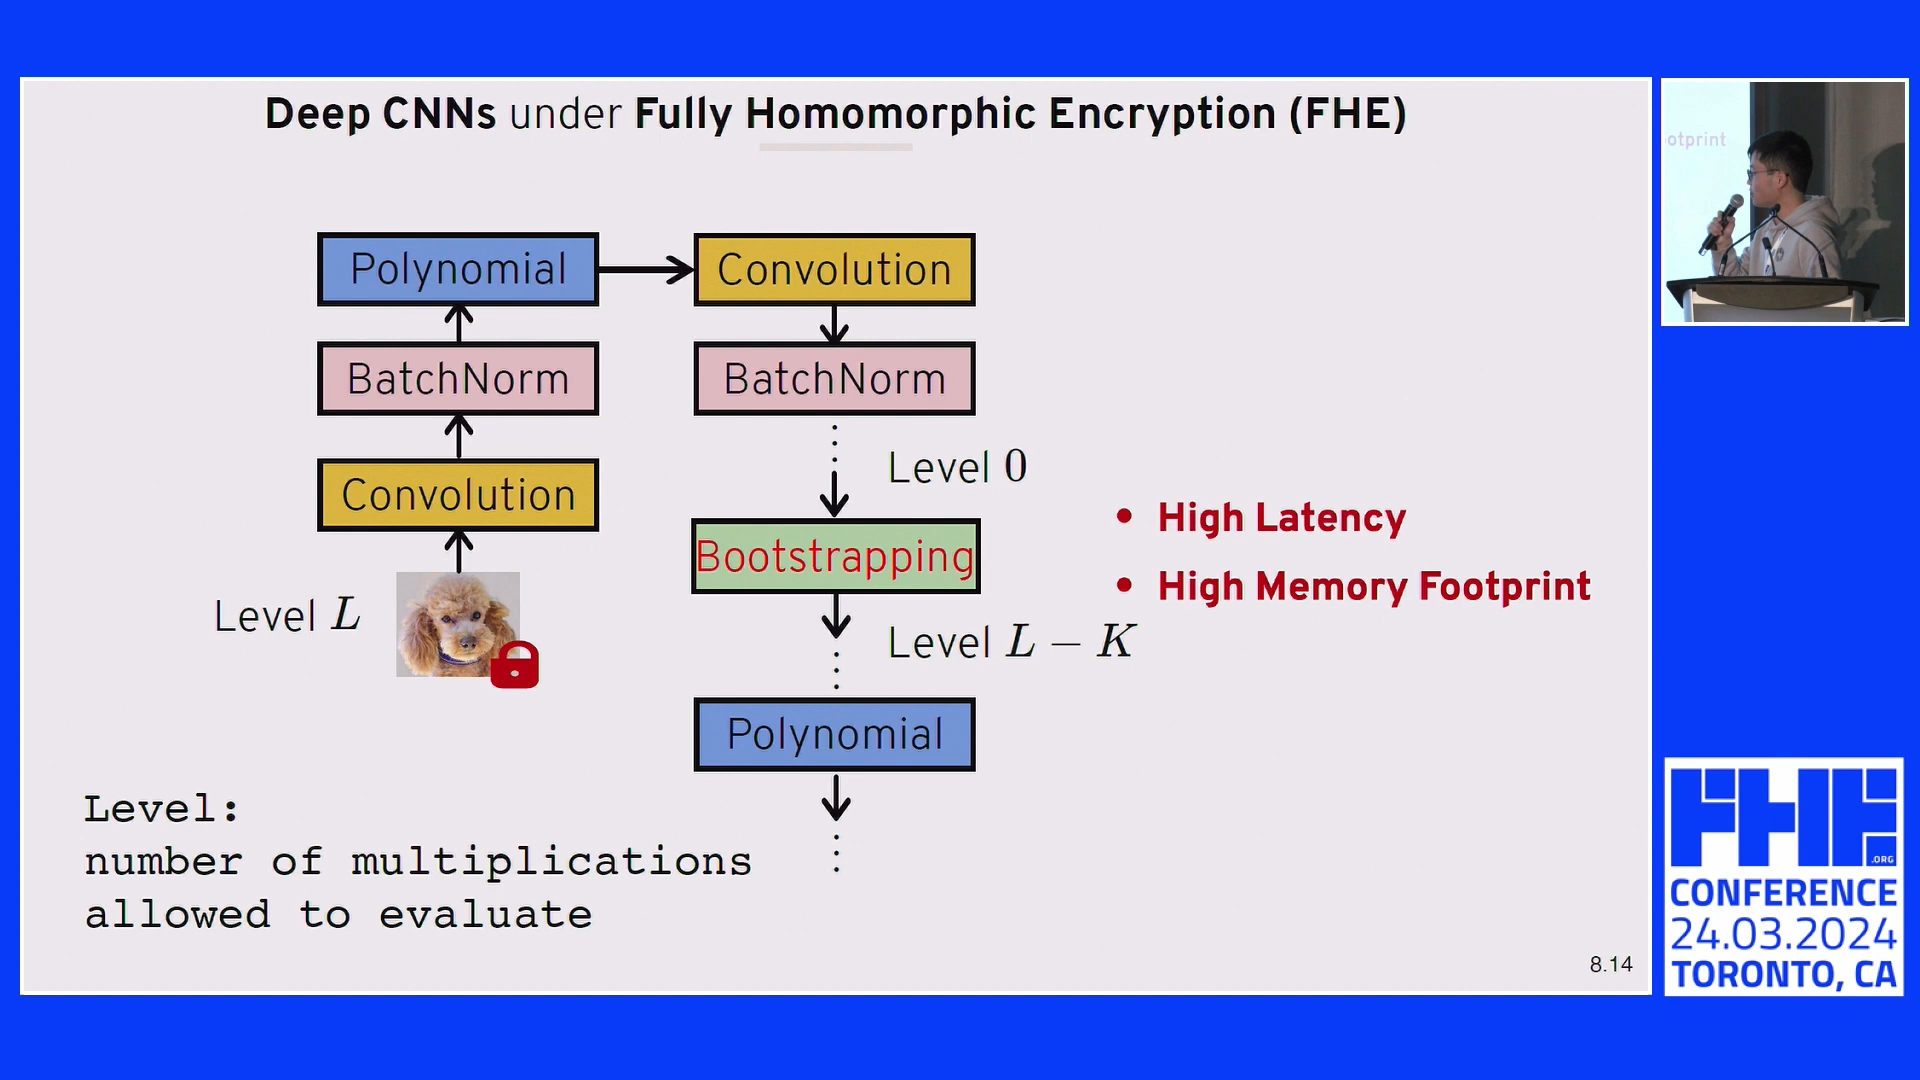 Deep CNNs under Fully Homomorphic Encryption (FHE)
Polynomial
BatchNorm
Convolution
Level L
Convolution
BatchNorm
Level 0
Bootstrapping
Level L − K
Polynomial
• High Latency
• High Memory Footprint
Level:
number of multiplications
allowed to evaluate
8.14
otprint
FHE
.ORG
CONFERENCE
24.03.2024
TORONTO, CA